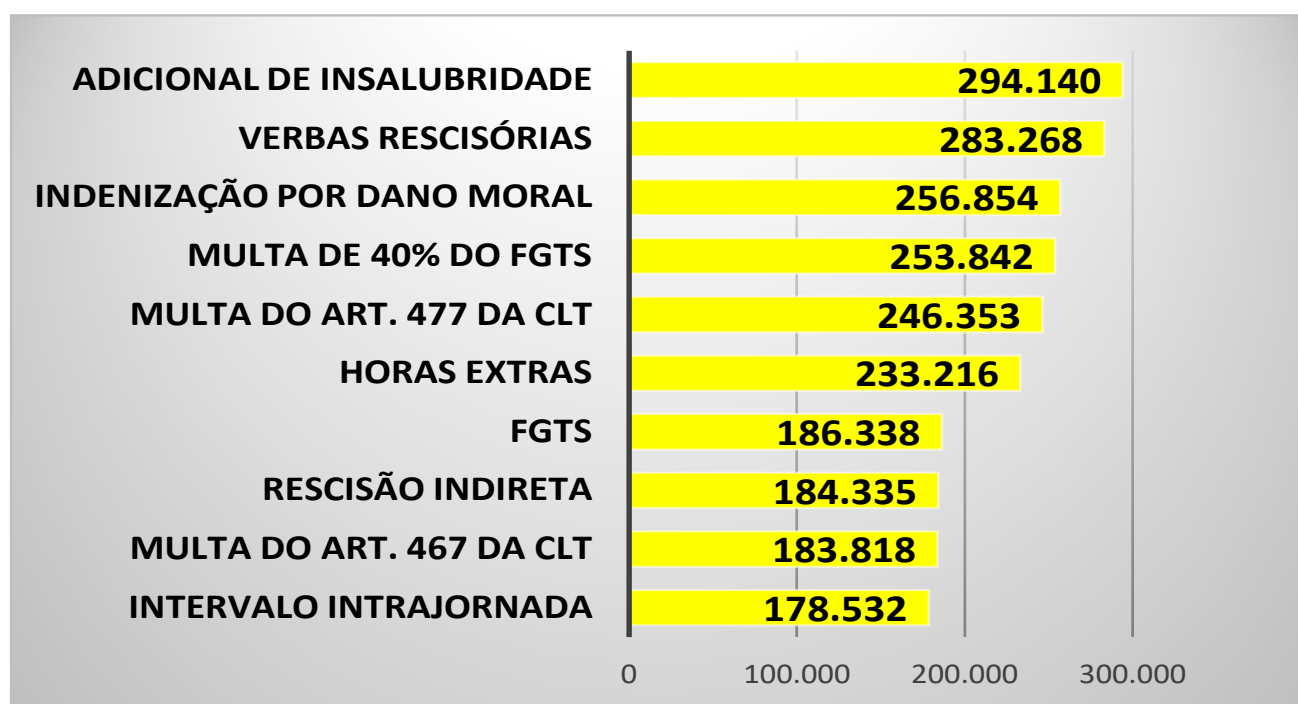 ADICIONAL DE INSALUBRIDADE 294.140
VERBAS RESCISÓRIAS 283.268
INDENIZAÇÃO POR DANO MORAL 256.854
MULTA DE 40% DO FGTS 253.842
MULTA DO ART. 477 DA CLT 246.353
HORAS EXTRAS 233.216
FGTS 186.338
RESCISÃO INDIRETA 184.335
MULTA DO ART. 467 DA CLT 183.818
INTERVALO INTRAJORNADA 178.532
0 100.000 200.000 300.000